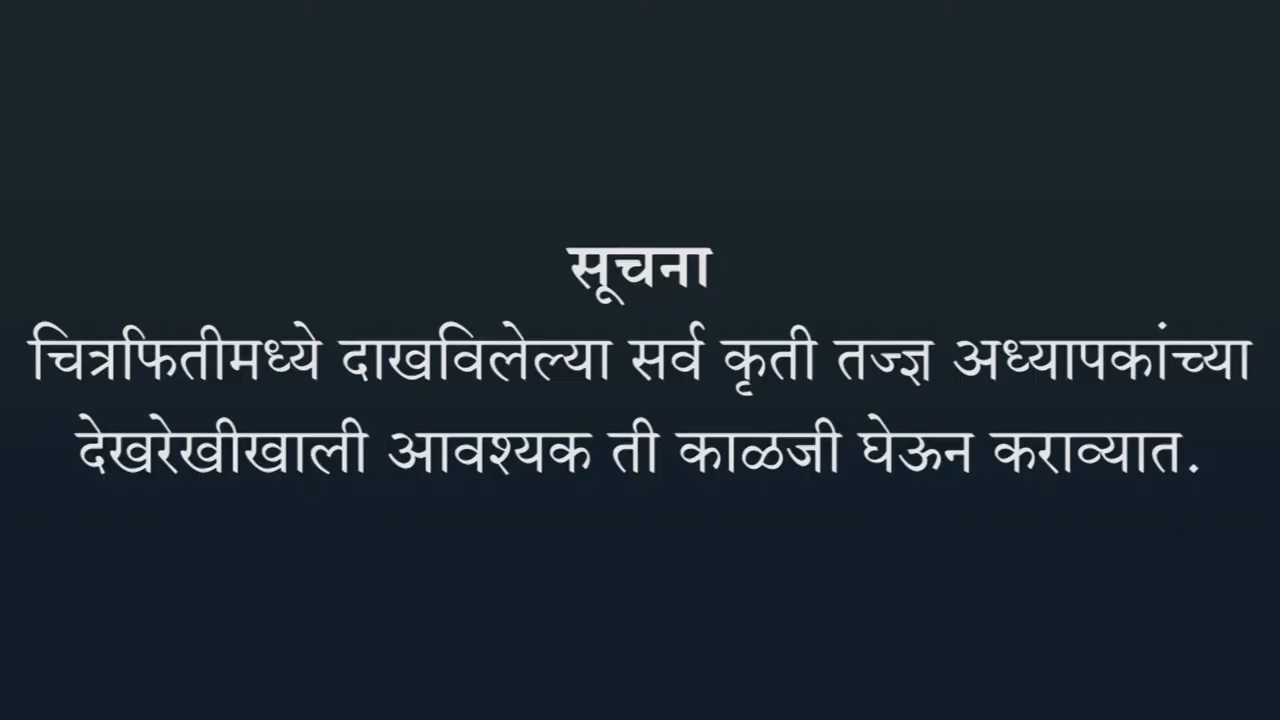 सूचना
चित्रफितीमध्ये दाखविलेल्या सर्व कृती तज्ज्ञ अध्यापकांच्या
देखरेखीखाली आवश्यक ती काळजी घेऊन कराव्यात.